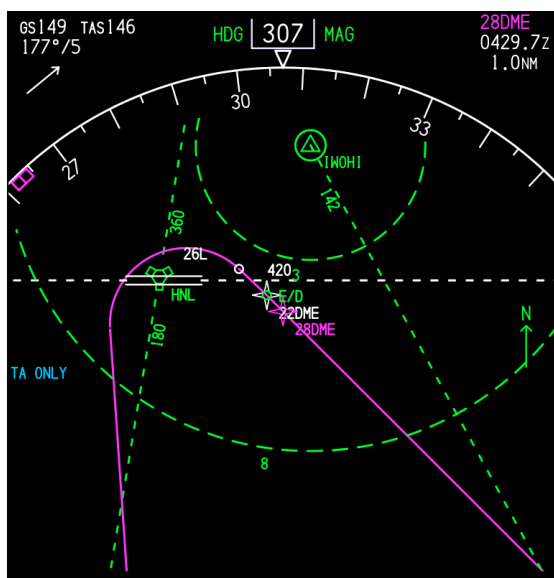 GS149 TAS146
177°/5
HDG 307 MAG
28DME
0429.7Z
1.0NM
30
33
27
IWOHI
142
360
26L
420
3
HNL
E/D
22DME
28DME
180
N
TA ONLY
8